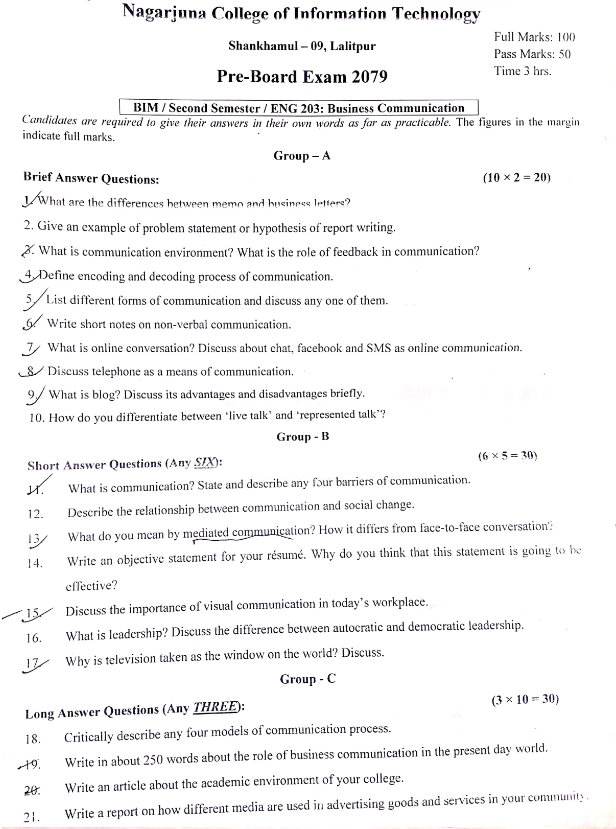 Nagarjuna College of Information Technology
Full Marks: 100
Shankhamul – 09, Lalitpur
Pass Marks: 50
Time 3 hrs.
Pre-Board Exam 2079
BIM / Second Semester / ENG 203: Business Communication
Candidates are required to give their answers in their own words as far as practicable. The figures in the margin
indicate full marks.
Group – A
Brief Answer Questions: (10 × 2 = 20)
1. What are the differences between memo and business letters?
2. Give an example of problem statement or hypothesis of report writing.
3. What is communication environment? What is the role of feedback in communication?
4. Define encoding and decoding process of communication.
5. List different forms of communication and discuss any one of them.
6. Write short notes on non-verbal communication.
7. What is online conversation? Discuss about chat, facebook and SMS as online communication.
8. Discuss telephone as a means of communication.
9. What is blog? Discuss its advantages and disadvantages briefly.
10. How do you differentiate between ‘live talk’ and ‘represented talk’?
Group - B
Short Answer Questions (Any SIX): (6 × 5 = 30)
11. What is communication? State and describe any four barriers of communication.
12. Describe the relationship between communication and social change.
13. What do you mean by mediated communication? How it differs from face-to-face conversation?
14. Write an objective statement for your résumé. Why do you think that this statement is going to be
effective?
15. Discuss the importance of visual communication in today’s workplace.
16. What is leadership? Discuss the difference between autocratic and democratic leadership.
17. Why is television taken as the window on the world? Discuss.
Group - C
Long Answer Questions (Any THREE): (3 × 10 = 30)
18. Critically describe any four models of communication process.
19. Write in about 250 words about the role of business communication in the present day world.
20. Write an article about the academic environment of your college.
21. Write a report on how different media are used in advertising goods and services in your community.